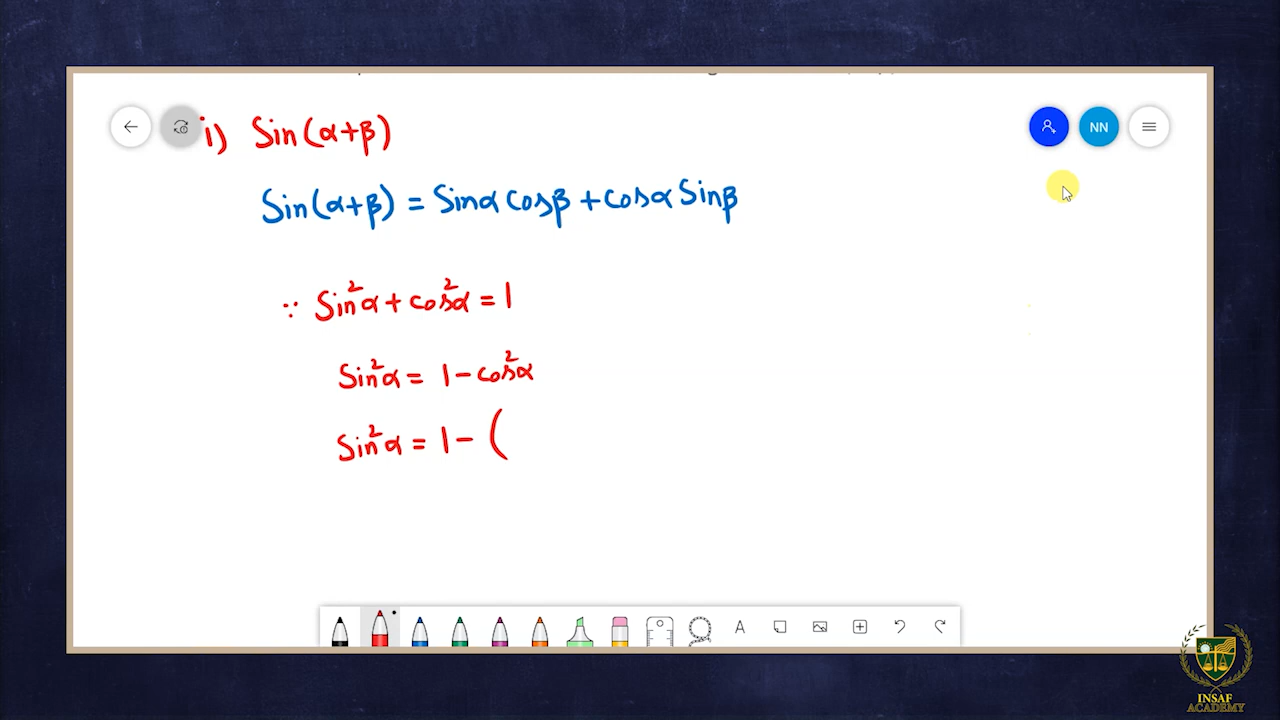 i) Sin(α+β)
NN
Sin(α+β) = Sinα Cosβ + Cosα Sinβ
∵ Sin²α + Cos²α = 1
Sin²α = 1 - Cos²α
Sin²α = 1 - (
A
INSAF
ACADEMY